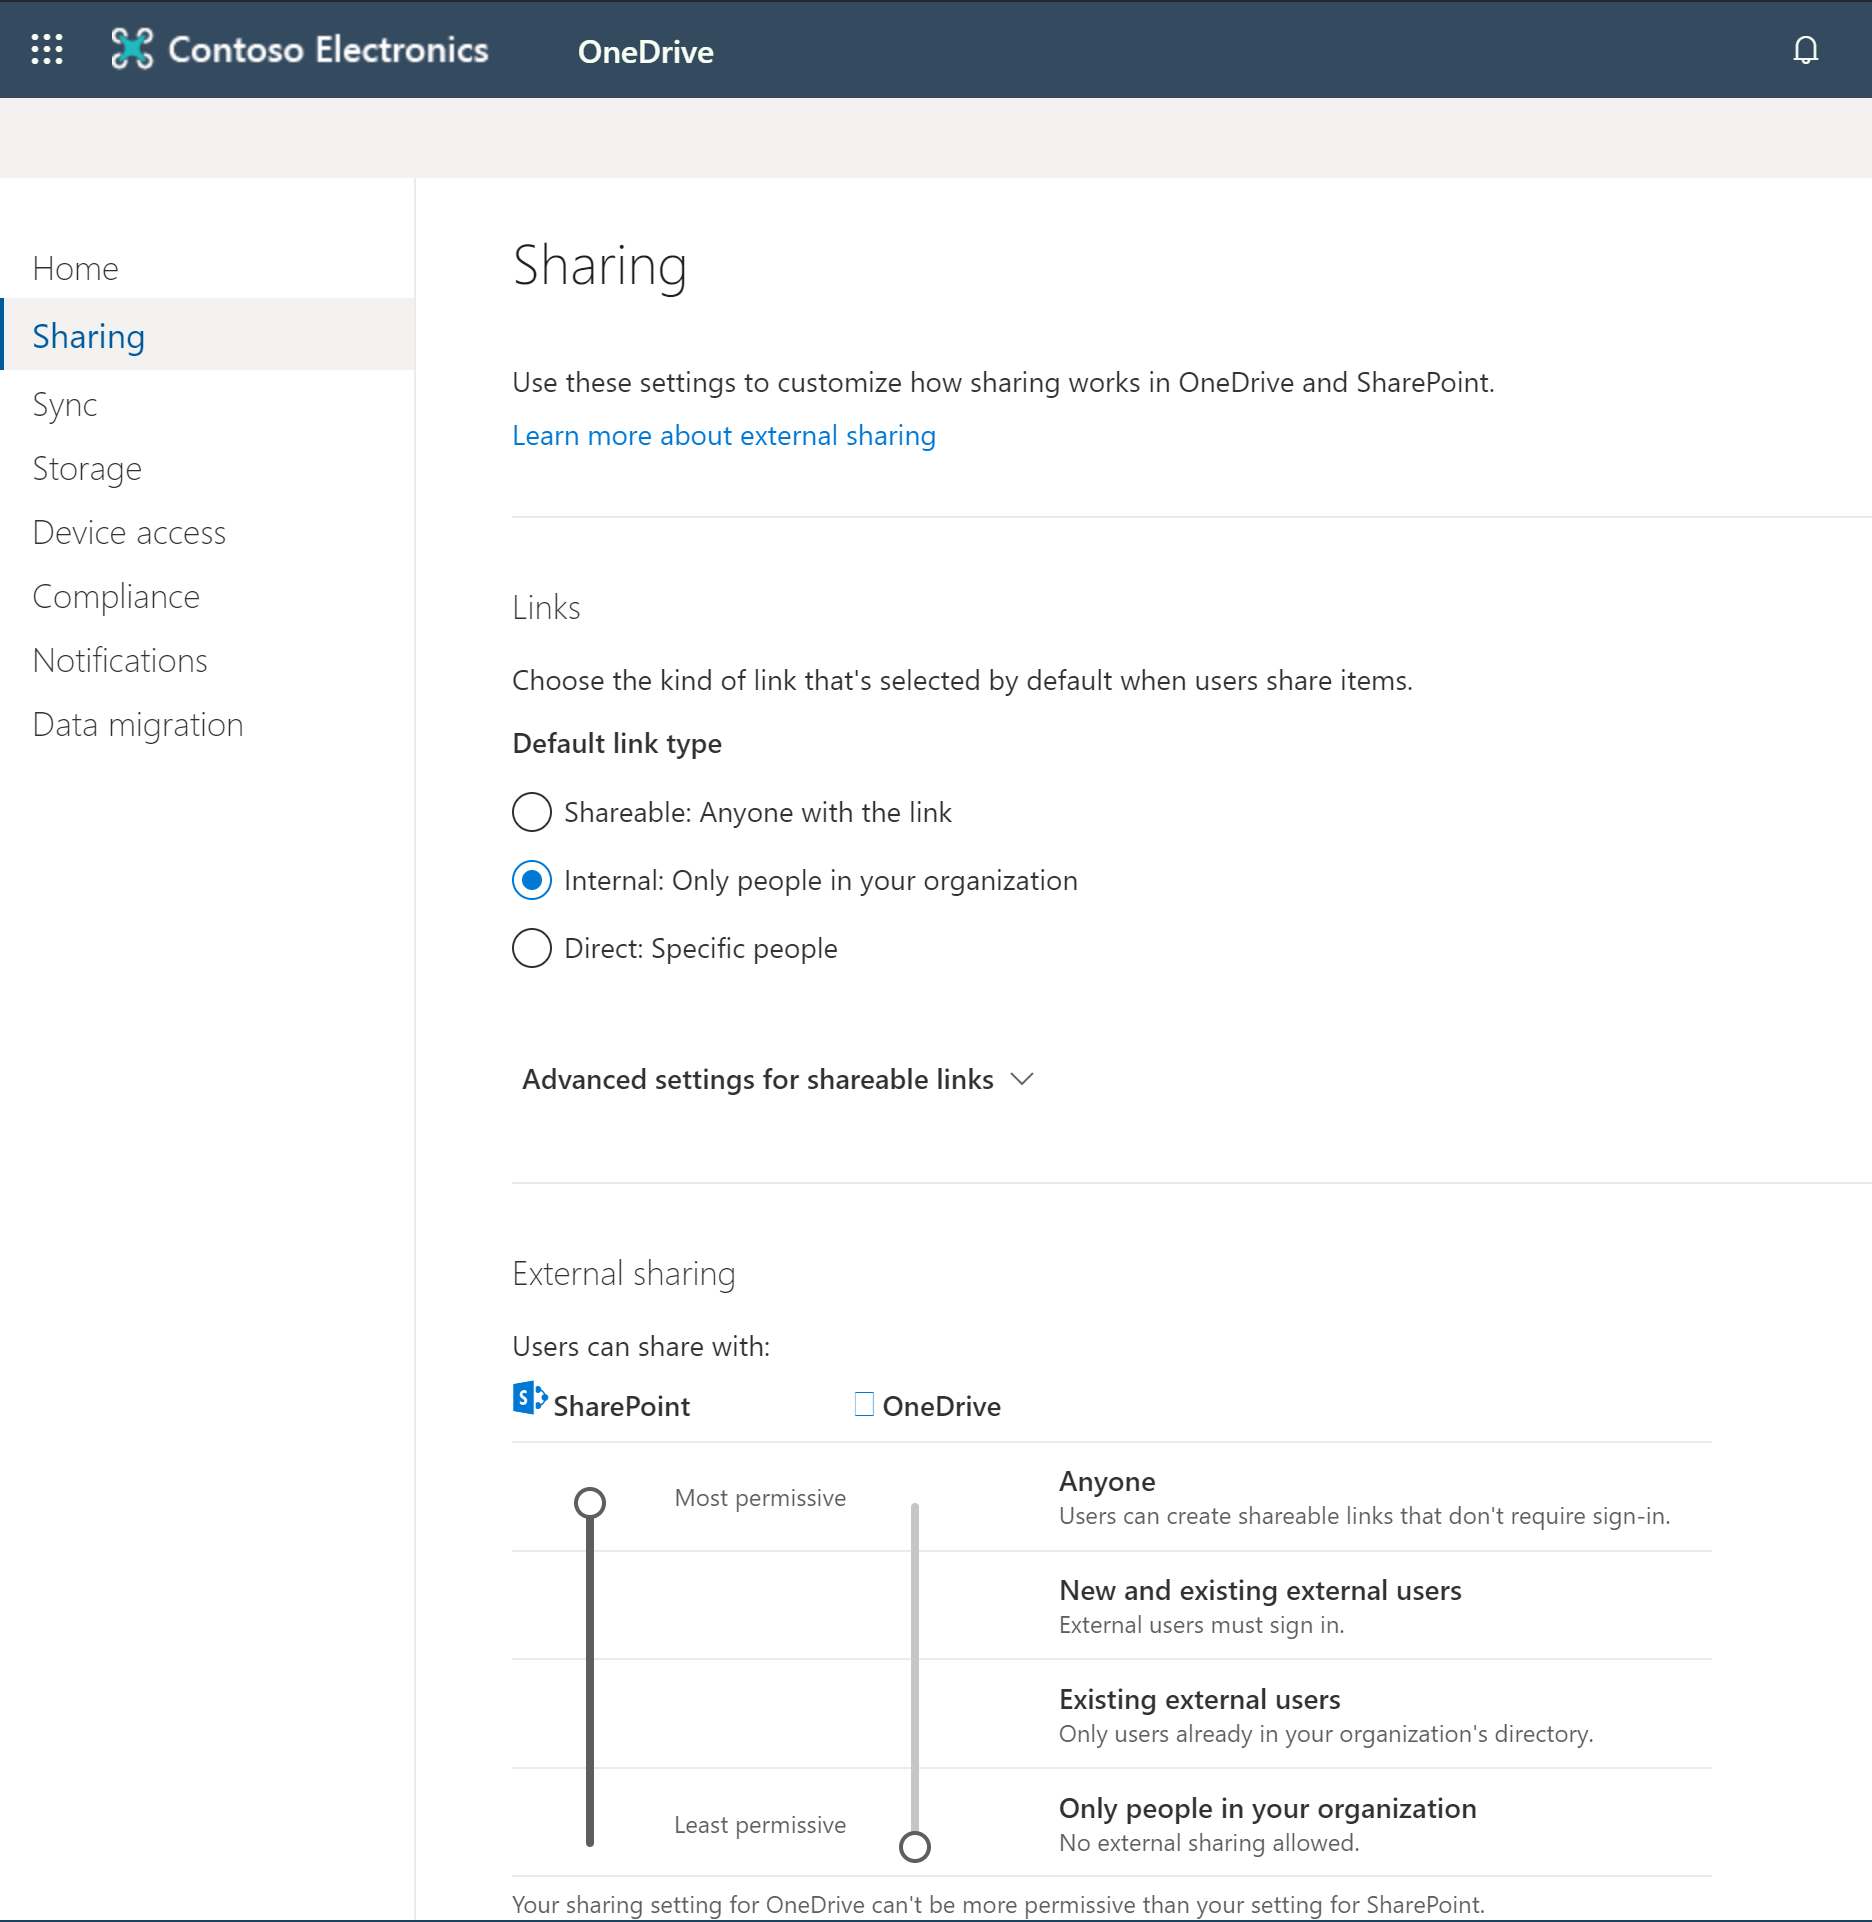 Contoso Electronics
OneDrive
Home
Sharing
Sync
Storage
Device access
Compliance
Notifications
Data migration
Sharing
Use these settings to customize how sharing works in OneDrive and SharePoint.
Learn more about external sharing
Links
Choose the kind of link that's selected by default when users share items.
Default link type
Shareable: Anyone with the link
Internal: Only people in your organization
Direct: Specific people
Advanced settings for shareable links
External sharing
Users can share with:
S SharePoint
OneDrive
Most permissive
Anyone
Users can create shareable links that don't require sign-in.
New and existing external users
External users must sign in.
Existing external users
Only users already in your organization's directory.
Least permissive
Only people in your organization
No external sharing allowed.
Your sharing setting for OneDrive can't be more permissive than your setting for SharePoint.